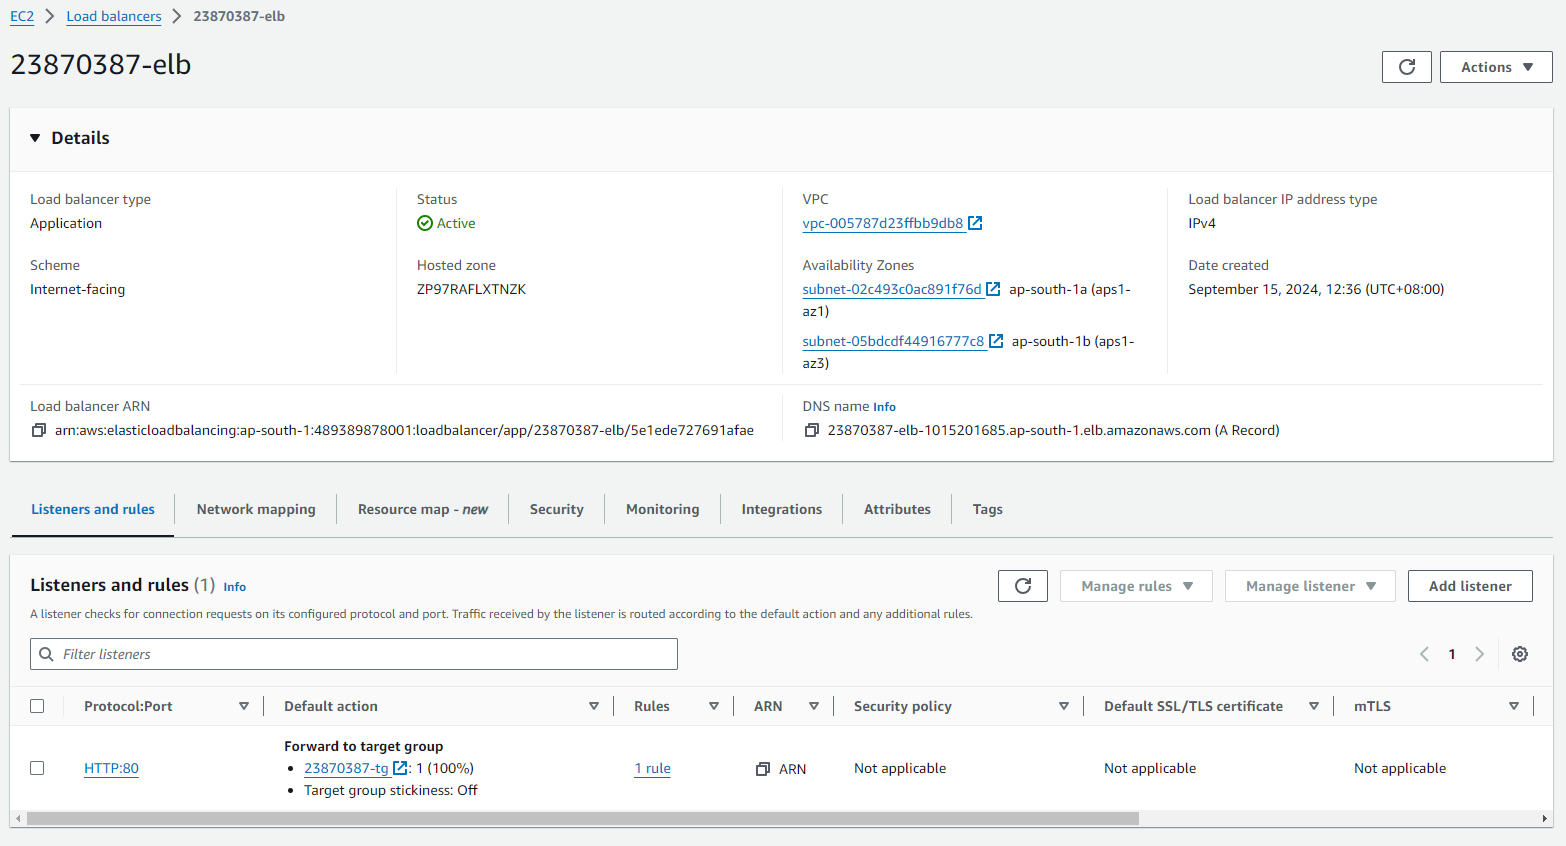 EC2 > Load balancers > 23870387-elb
23870387-elb
Actions
Details
Load balancer type
Application
Status
Active
VPC
vpc-005787d23ffbb9db8
Load balancer IP address type
IPv4
Scheme
Internet-facing
Hosted zone
ZP97RAFLXTNZK
Availability Zones
subnet-02c493c0ac891f76d ap-south-1a (aps1-
az1)
subnet-05bdcdf44916777c8 ap-south-1b (aps1-
az3)
Date created
September 15, 2024, 12:36 (UTC+08:00)
Load balancer ARN
arn:aws:elasticloadbalancing:ap-south-1:489389878001:loadbalancer/app/23870387-elb/5e1ede727691afae
DNS name Info
23870387-elb-1015201685.ap-south-1.elb.amazonaws.com (A Record)
Listeners and rules Network mapping Resource map - new Security Monitoring Integrations Attributes Tags
Listeners and rules (1) Info
Manage rules Manage listener Add listener
A listener checks for connection requests on its configured protocol and port. Traffic received by the listener is routed according to the default action and any additional rules.
Filter listeners
1
Protocol:Port Default action Rules ARN Security policy Default SSL/TLS certificate mTLS
HTTP:80
Forward to target group
• 23870387-tg : 1 (100%)
• Target group stickiness: Off
1 rule
ARN
Not applicable
Not applicable
Not applicable